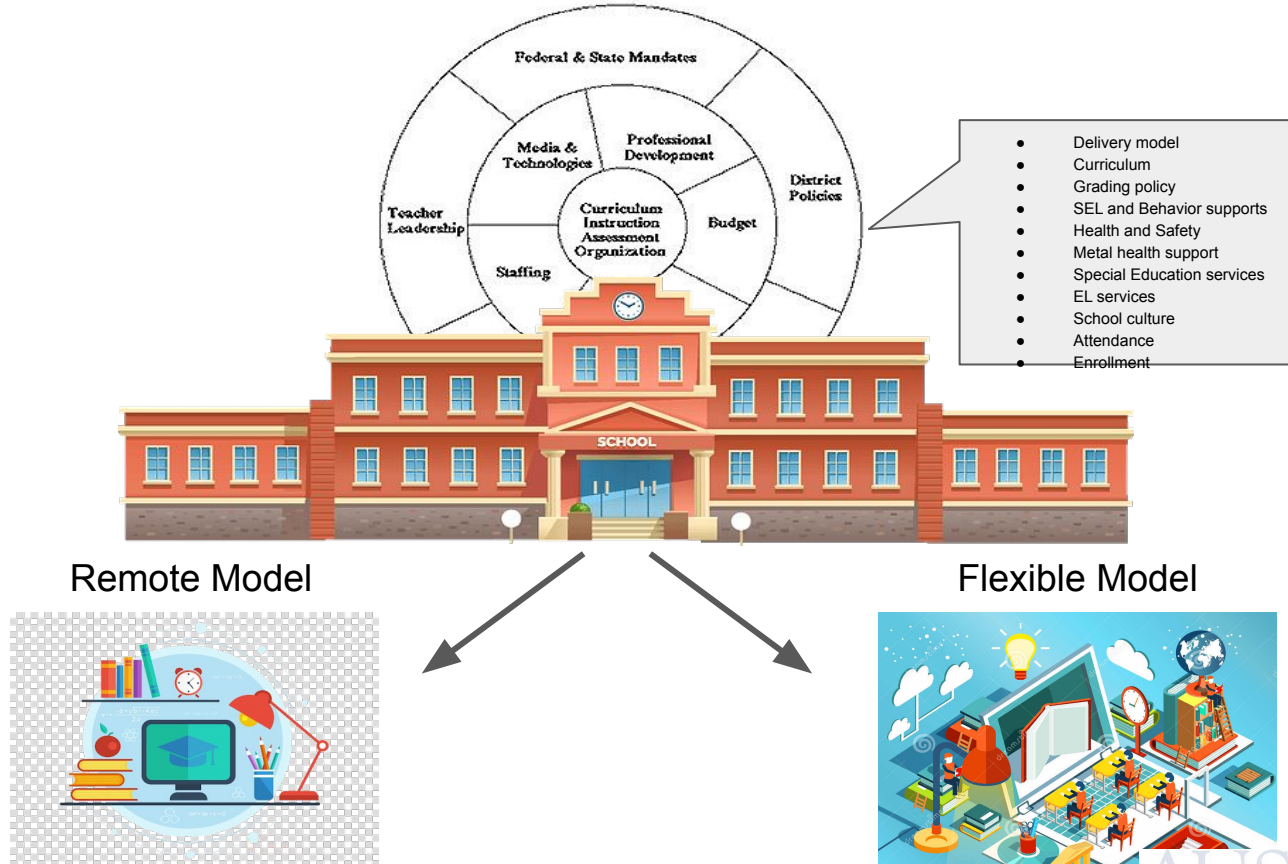 Federal & State Mandates
Media &
Technologies
Professional
Development
District
Policies
Teacher
Leadership
Curriculum
Instruction
Assessment
Organization
Budget
Staffing
● Delivery model
● Curriculum
● Grading policy
● SEL and Behavior supports
● Health and Safety
● Metal health support
● Special Education services
● EL services
● School culture
● Attendance
● Enrollment
SCHOOL
Remote Model
Flexible Model